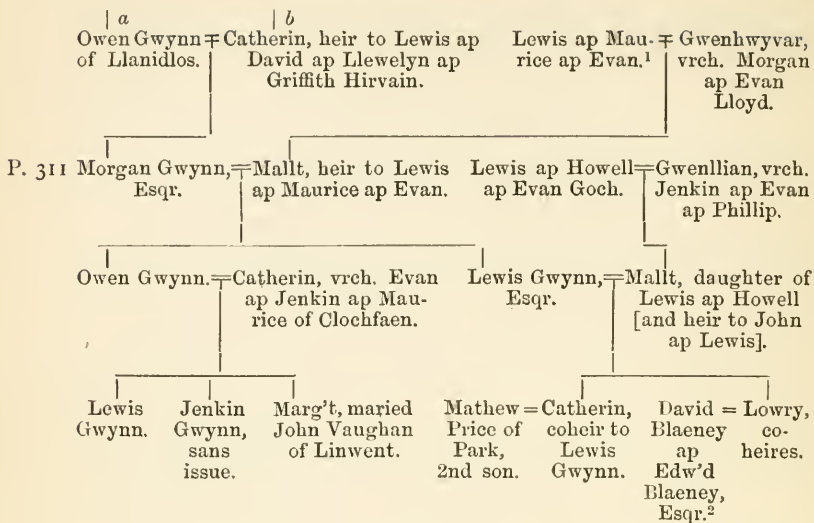 a
b
Owen Gwynn
of Llanidlos.
Catherin, heir to Lewis ap
David ap Llewelyn ap
Griffith Hirvain.
Lewis ap Mau-
rice ap Evan.¹
Gwenhwyvar,
vrch. Morgan
ap Evan
Lloyd.
P. 311
Morgan Gwynn,
Esqr.
Mallt, heir to Lewis
ap Maurice ap Evan.
Lewis ap Howell
ap Evan Goch.
Gwenllian, vrch.
Jenkin ap Evan
ap Phillip.
Owen Gwynn.
Catherin, vrch. Evan
ap Jenkin ap Mau-
rice of Clochfaen.
Lewis Gwynn,
Esqr.
Mallt, daughter of
Lewis ap Howell
[and heir to John
ap Lewis].
Lewis
Gwynn.
Jenkin
Gwynn,
sans
issue.
Marg't, maried
John Vaughan
of Linwent.
Mathew =
Price of
Park,
2nd son.
Catherin,
coheir to
Lewis
Gwynn.
David =
Blaeney
ap
Edw'd
Blaeney,
Esqr.²
Lowry,
co-
heires.